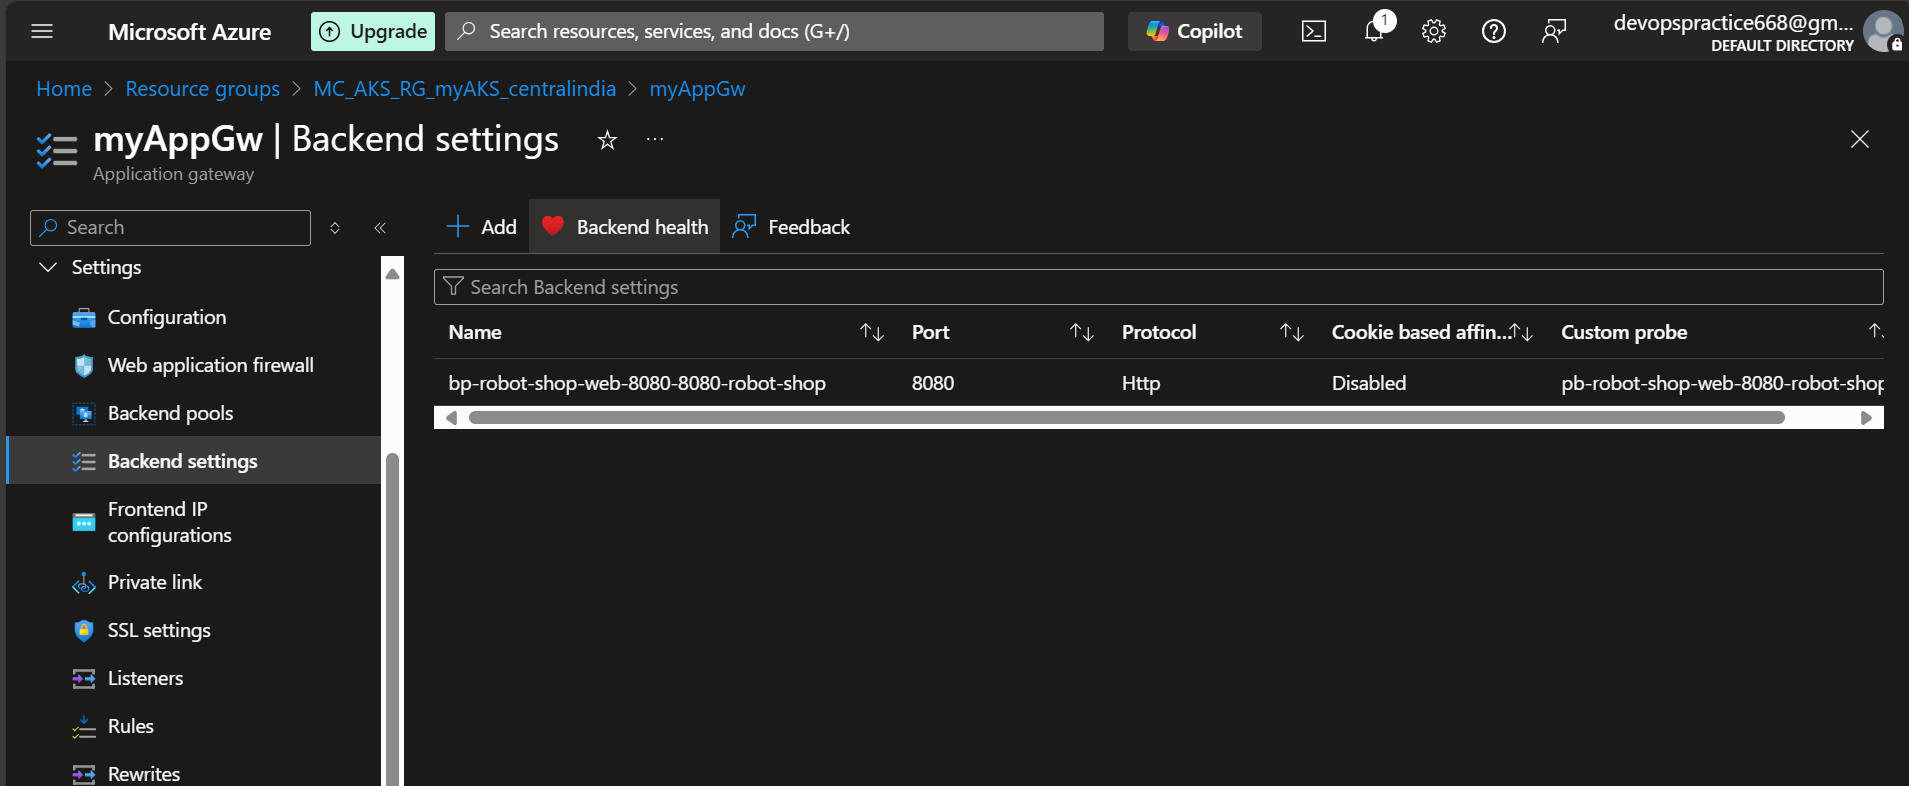 Microsoft Azure
Upgrade
Search resources, services, and docs (G+/)
Copilot
1
devopspractice668@gm...
DEFAULT DIRECTORY
Home > Resource groups > MC_AKS_RG_myAKS_centralindia > myAppGw
myAppGw | Backend settings
Application gateway
Search
Add
Backend health
Feedback
Settings
Configuration
Web application firewall
Backend pools
Backend settings
Frontend IP
configurations
Private link
SSL settings
Listeners
Rules
Rewrites
Search Backend settings
Name Port Protocol Cookie based affin... Custom probe
bp-robot-shop-web-8080-8080-robot-shop 8080 Http Disabled pb-robot-shop-web-8080-robot-shop